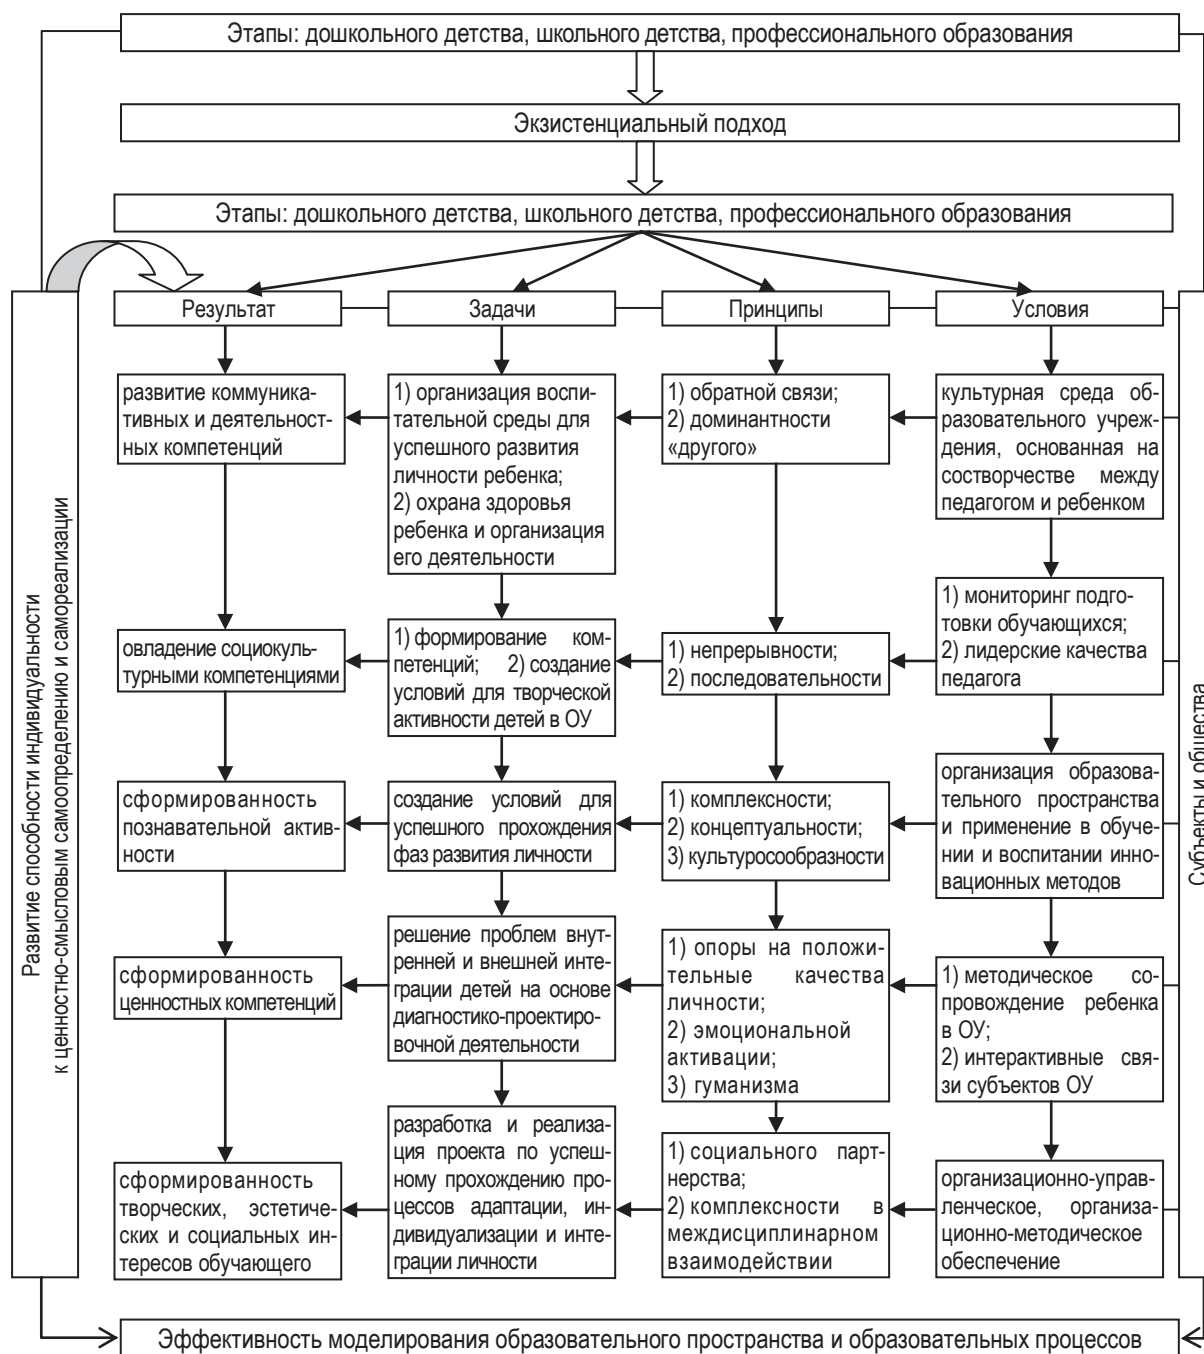 Этапы: дошкольного детства, школьного детства, профессионального образования
Экзистенциальный подход
Этапы: дошкольного детства, школьного детства, профессионального образования
Развитие способности индивидуальности
к ценностно-смысловым самоопределению и самореализации
Результат
Задачи
Принципы
Условия
развитие коммуника-
тивных и деятельност-
ных компетенций
1) организация воспи-
тательной среды для
успешного развития
личности ребенка;
2) охрана здоровья
ребенка и организация
его деятельности
1) обратной связи;
2) доминантности
«другого»
культурная среда об-
разовательного учреж-
дения, основанная на
состворчестве между
педагогом и ребенком
овладение социокуль-
турными компетенциями
1) формирование ком-
петенций; 2) создание
условий для творческой
активности детей в ОУ
1) непрерывности;
2) последовательности
1) мониторинг подго-
товки обучающихся;
2) лидерские качества
педагога
сформированность
познавательной актив-
ности
создание условий для
успешного прохождения
фаз развития личности
1) комплексности;
2) концептуальности;
3) культуросообразности
организация образова-
тельного пространства
и применение в обуче-
нии и воспитании инно-
вационных методов
сформированность
ценностных компетенций
решение проблем внут-
ренней и внешней инте-
грации детей на основе
диагностико-проектиро-
вочной деятельности
1) опоры на положи-
тельные качества
личности;
2) эмоциональной
активации;
3) гуманизма
1) методическое со-
провождение ребенка
в ОУ;
2) интерактивные свя-
зи субъектов ОУ
сформированность
творческих, эстетиче-
ских и социальных ин-
тересов обучающего
разработка и реализа-
ция проекта по успеш-
ному прохождению про-
цессов адаптации, ин-
дивидуализации и инте-
грации личности
1) социального парт-
нерства;
2) комплексности в
междисциплинарном
взаимодействии
организационно-управ-
ленческое, организа-
ционно-методическое
обеспечение
Субъекты и общества
Эффективность моделирования образовательного пространства и образовательных процессов